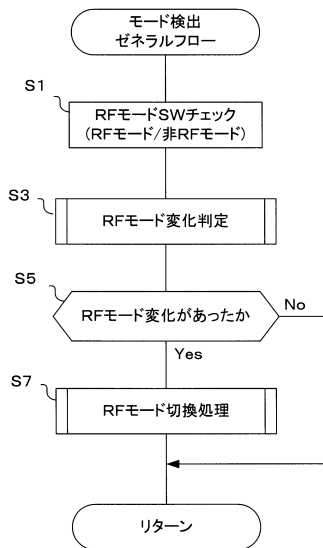 モード検出
ゼネラルフロー
S1
RFモードSWチェック
(RFモード/非RFモード)
S3
RFモード変化判定
S5
RFモード変化があったか
No
Yes
S7
RFモード切換処理
リターン